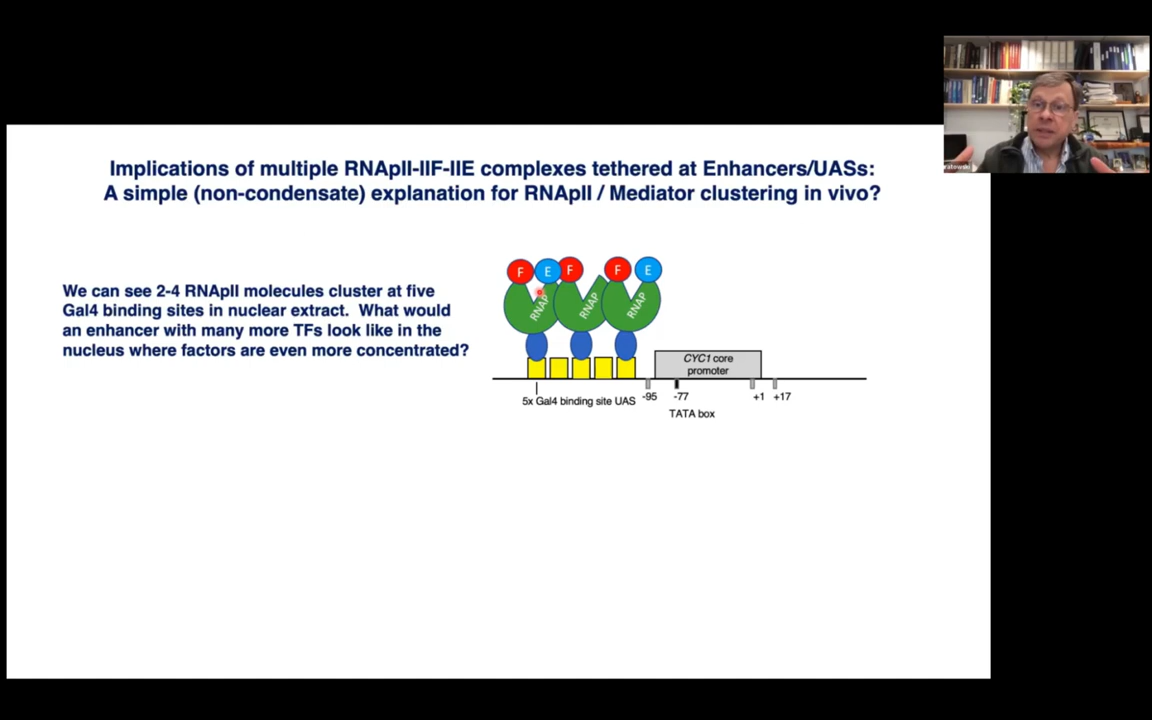 Implications of multiple RNApII-IIF-IIE complexes tethered at Enhancers/UASs:
A simple (non-condensate) explanation for RNApII / Mediator clustering in vivo?
We can see 2-4 RNApII molecules cluster at five
Gal4 binding sites in nuclear extract. What would
an enhancer with many more TFs look like in the
nucleus where factors are even more concentrated?
F E F F E
RNAP RNAP RNAP
CYC1 core
promoter
5x Gal4 binding site UAS -95 -77 +1 +17
TATA box